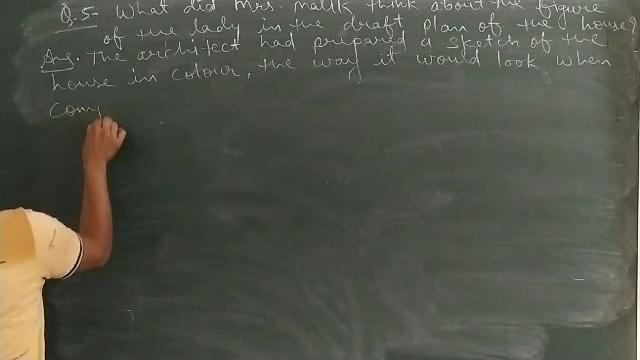 Q.5- What did Mrs. Malik think about the figure
of the lady in the draft plan of the house?
Ans. The architect had prepared a sketch of the
house in colour, the way it would look when
Comp